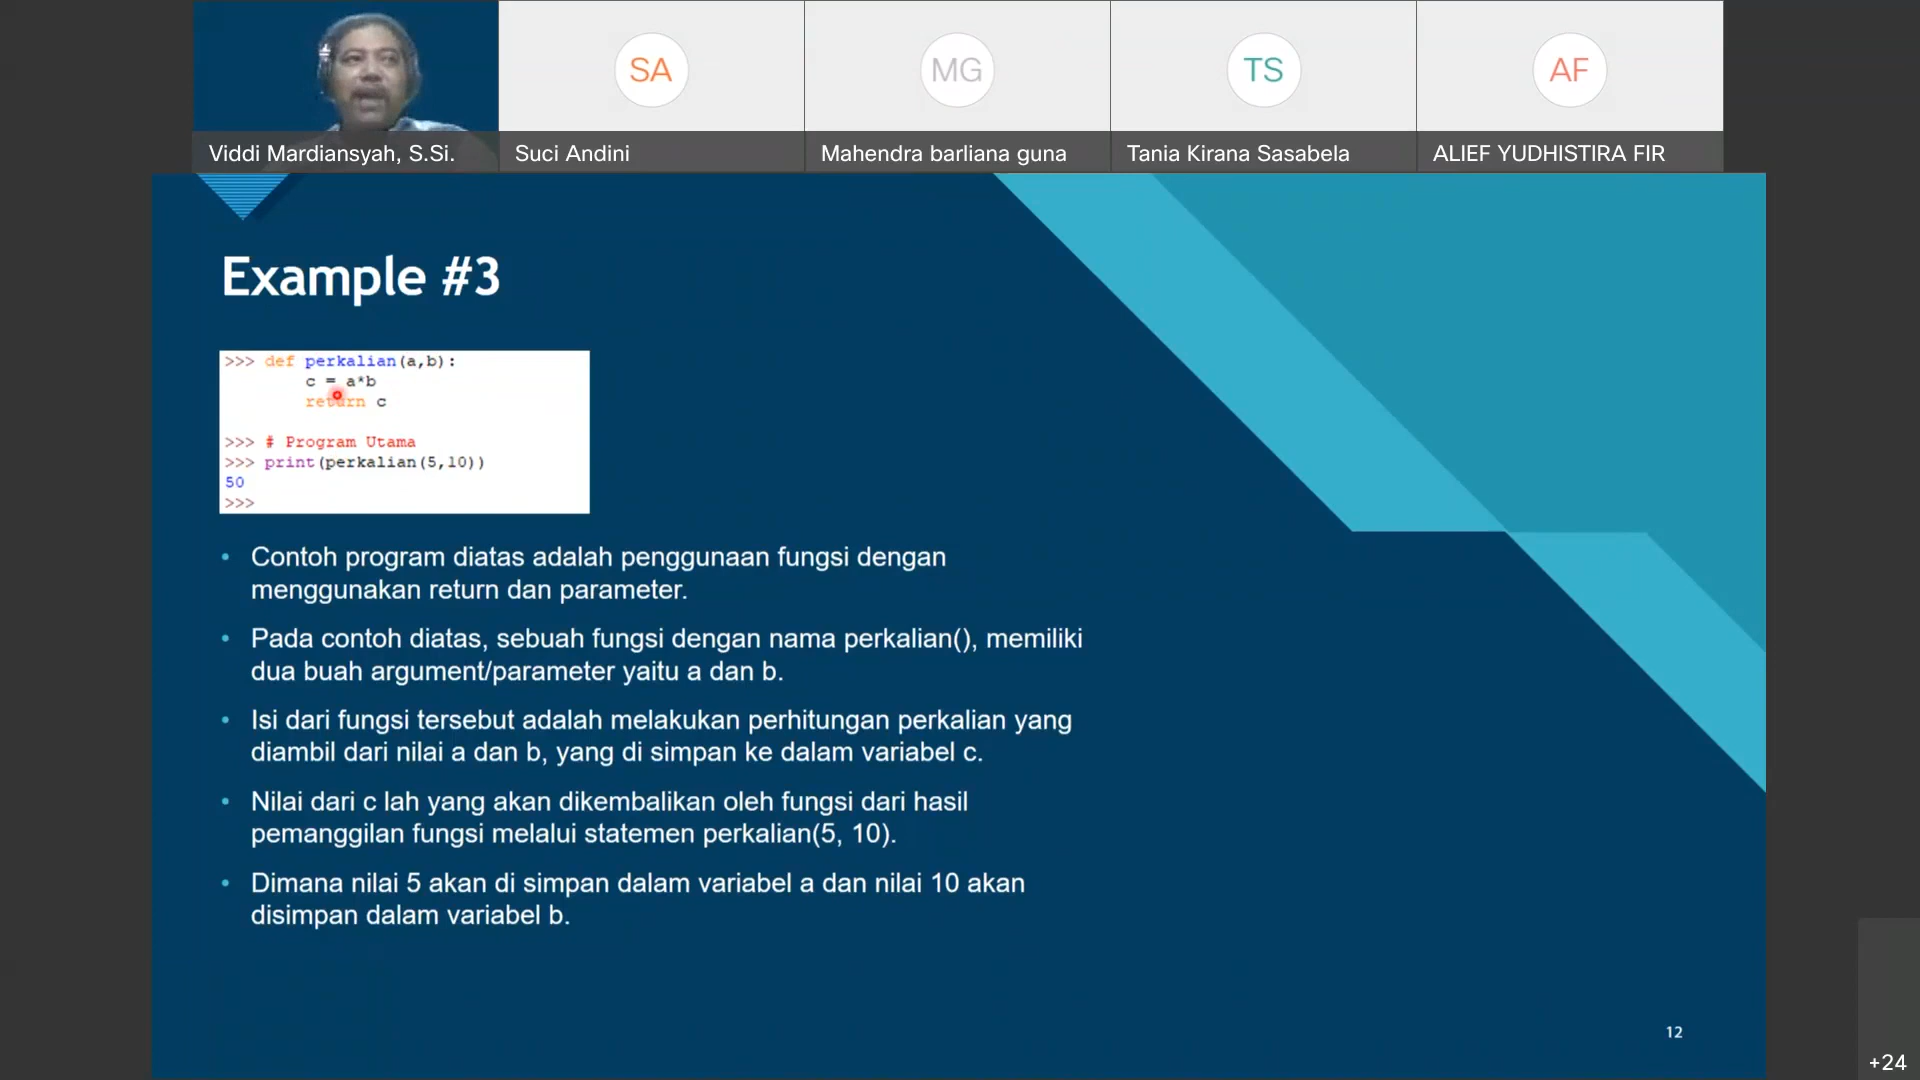 SA
MG
TS
AF
Viddi Mardiansyah, S.Si.
Suci Andini
Mahendra barliana guna
Tania Kirana Sasabela
ALIEF YUDHISTIRA FIR
Example #3
>>> def perkalian(a,b):
c = a*b
return c
>>> # Program Utama
>>> print(perkalian(5,10))
50
>>>
• Contoh program diatas adalah penggunaan fungsi dengan
menggunakan return dan parameter.
• Pada contoh diatas, sebuah fungsi dengan nama perkalian(), memiliki
dua buah argument/parameter yaitu a dan b.
• Isi dari fungsi tersebut adalah melakukan perhitungan perkalian yang
diambil dari nilai a dan b, yang di simpan ke dalam variabel c.
• Nilai dari c lah yang akan dikembalikan oleh fungsi dari hasil
pemanggilan fungsi melalui statemen perkalian(5, 10).
• Dimana nilai 5 akan di simpan dalam variabel a dan nilai 10 akan
disimpan dalam variabel b.
12
+24